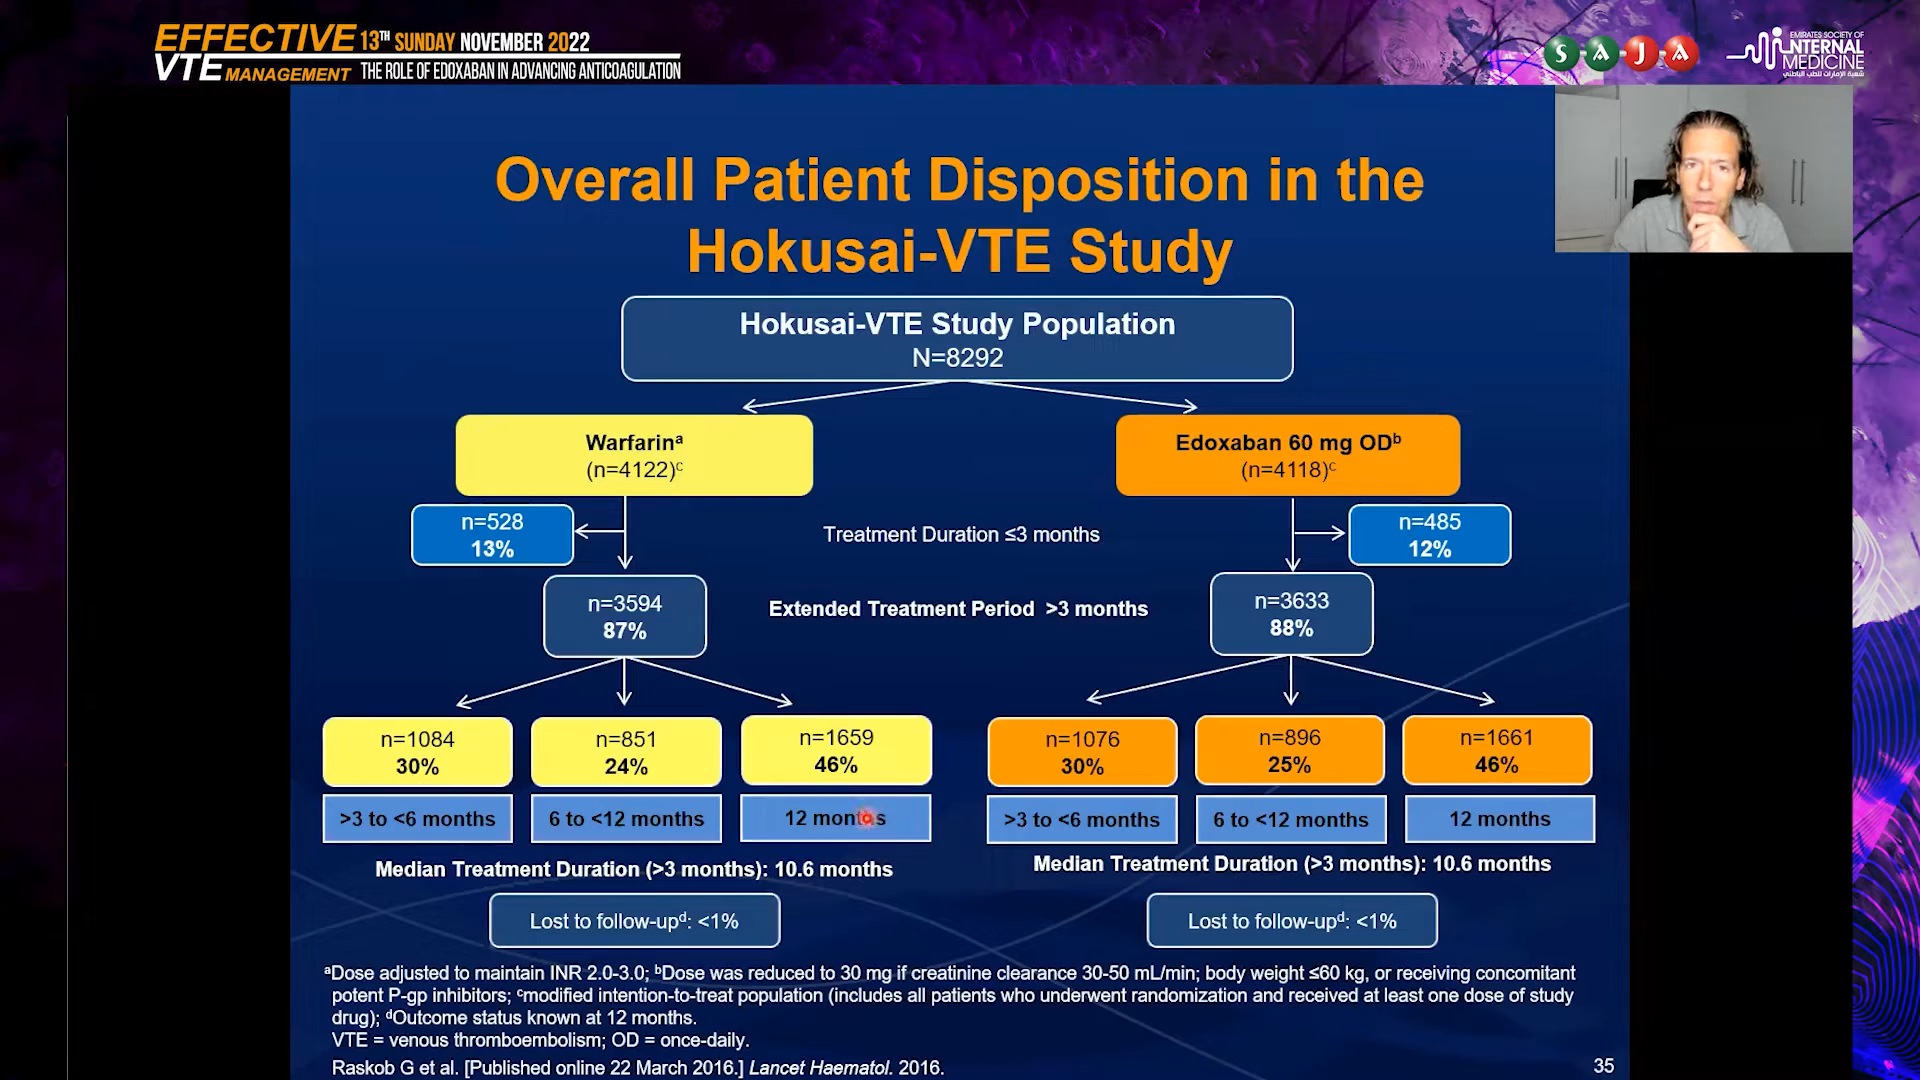 EFFECTIVE 13TH SUNDAY NOVEMBER 2022
VTE MANAGEMENT THE ROLE OF EDOXABAN IN ADVANCING ANTICOAGULATION
SAJA
EMIRATES SOCIETY OF
INTERNAL
MEDICINE
شعبة الإمارات للطب الباطني
Overall Patient Disposition in the
Hokusai-VTE Study
Hokusai-VTE Study Population
N=8292
Warfarinᵃ
(n=4122)ᶜ
Edoxaban 60 mg ODᵇ
(n=4118)ᶜ
n=528
13%
Treatment Duration ≤3 months
n=485
12%
n=3594
87%
Extended Treatment Period >3 months
n=3633
88%
n=1084
30%
n=851
24%
n=1659
46%
n=1076
30%
n=896
25%
n=1661
46%
>3 to <6 months
6 to <12 months
12 months
>3 to <6 months
6 to <12 months
12 months
Median Treatment Duration (>3 months): 10.6 months
Median Treatment Duration (>3 months): 10.6 months
Lost to follow-upᵈ: <1%
Lost to follow-upᵈ: <1%
ᵃDose adjusted to maintain INR 2.0-3.0; ᵇDose was reduced to 30 mg if creatinine clearance 30-50 mL/min; body weight ≤60 kg, or receiving concomitant
potent P-gp inhibitors; ᶜmodified intention-to-treat population (includes all patients who underwent randomization and received at least one dose of study
drug); ᵈOutcome status known at 12 months.
VTE = venous thromboembolism; OD = once-daily.
Raskob G et al. [Published online 22 March 2016.] Lancet Haematol. 2016.
35